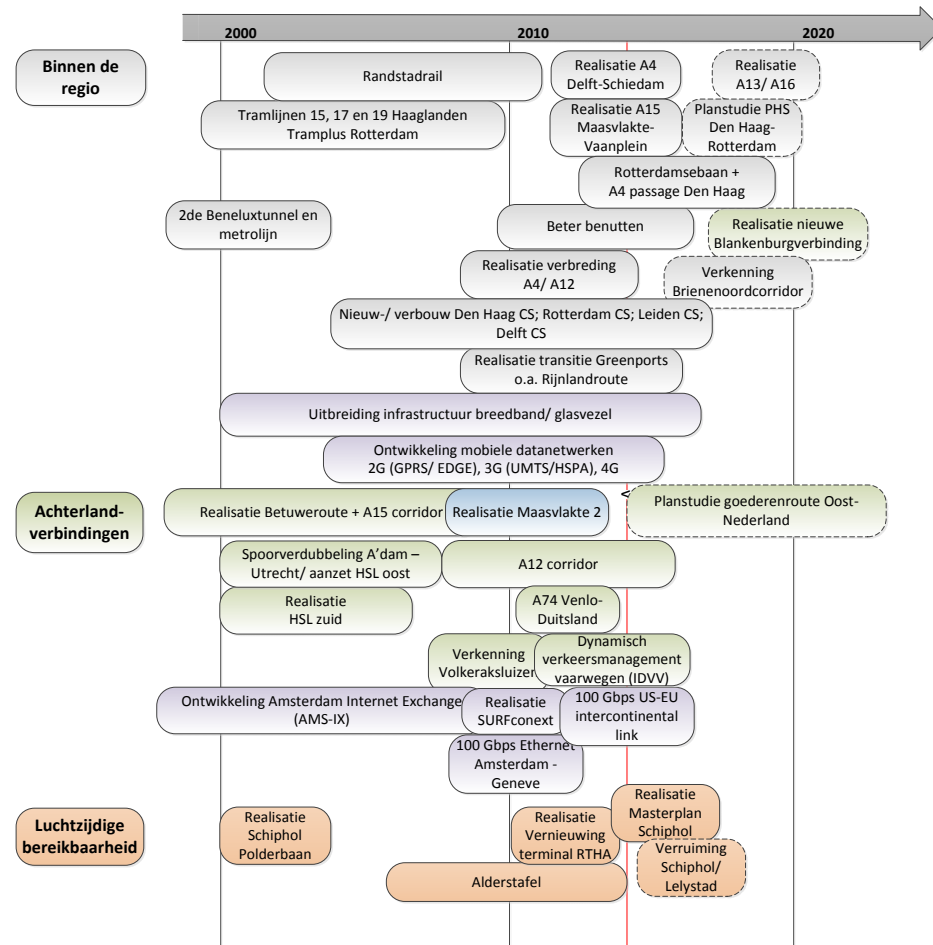 2000
2010
2020
Binnen de
regio
Randstadrail
Realisatie A4
Delft-Schiedam
Realisatie
A13/ A16
Tramlijnen 15, 17 en 19 Haaglanden
Tramplus Rotterdam
Realisatie A15
Maasvlakte-
Vaanplein
Planstudie PHS
Den Haag-
Rotterdam
Rotterdamsebaan +
A4 passage Den Haag
2de Beneluxtunnel en
metrolijn
Beter benutten
Realisatie nieuwe
Blankenburgverbinding
Realisatie verbreding
A4/ A12
Verkenning
Brienenoordcorridor
Nieuw-/ verbouw Den Haag CS; Rotterdam CS; Leiden CS;
Delft CS
Realisatie transitie Greenports
o.a. Rijnlandroute
Uitbreiding infrastructuur breedband/ glasvezel
Ontwikkeling mobiele datanetwerken
2G (GPRS/ EDGE), 3G (UMTS/HSPA), 4G
Achterland-
verbindingen
Realisatie Betuweroute + A15 corridor
Realisatie Maasvlakte 2
<
Planstudie goederenroute Oost-
Nederland
Spoorverdubbeling A’dam –
Utrecht/ aanzet HSL oost
A12 corridor
Realisatie
HSL zuid
A74 Venlo-
Duitsland
Verkenning
Volkeraksluizen
Dynamisch
verkeersmanagement
vaarwegen (IDVV)
Ontwikkeling Amsterdam Internet Exchange
(AMS-IX)
Realisatie
SURFconext
100 Gbps US-EU
intercontinental
link
100 Gbps Ethernet
Amsterdam -
Geneve
Luchtzijdige
bereikbaarheid
Realisatie
Schiphol
Polderbaan
Realisatie
Vernieuwing
terminal RTHA
Realisatie
Masterplan
Schiphol
Verruiming
Schiphol/
Lelystad
Alderstafel